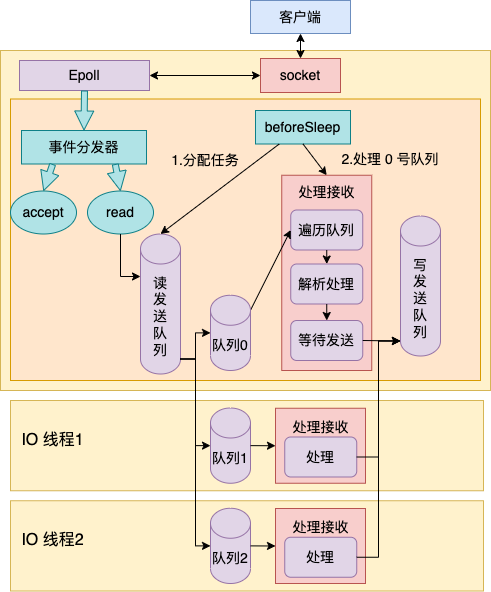 客户端
Epoll
socket
事件分发器
beforeSleep
1.分配任务
2.处理 0 号队列
accept
read
处理接收
遍历队列
解析处理
等待发送
读
发
送
队
列
队列0
写
发
送
队
列
IO 线程1
队列1
处理接收
处理
IO 线程2
队列2
处理接收
处理